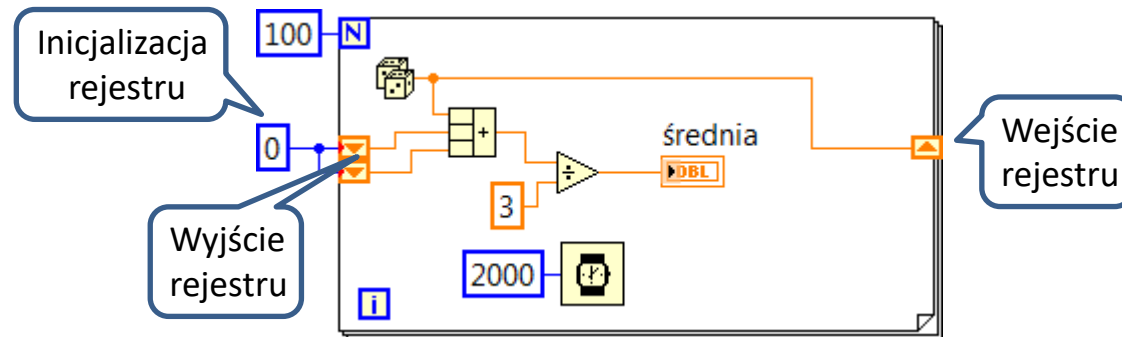 Inicjalizacja
rejestru
100
N
0
+
średnia
÷
DBL
3
Wejście
rejestru
Wyjście
rejestru
2000
i